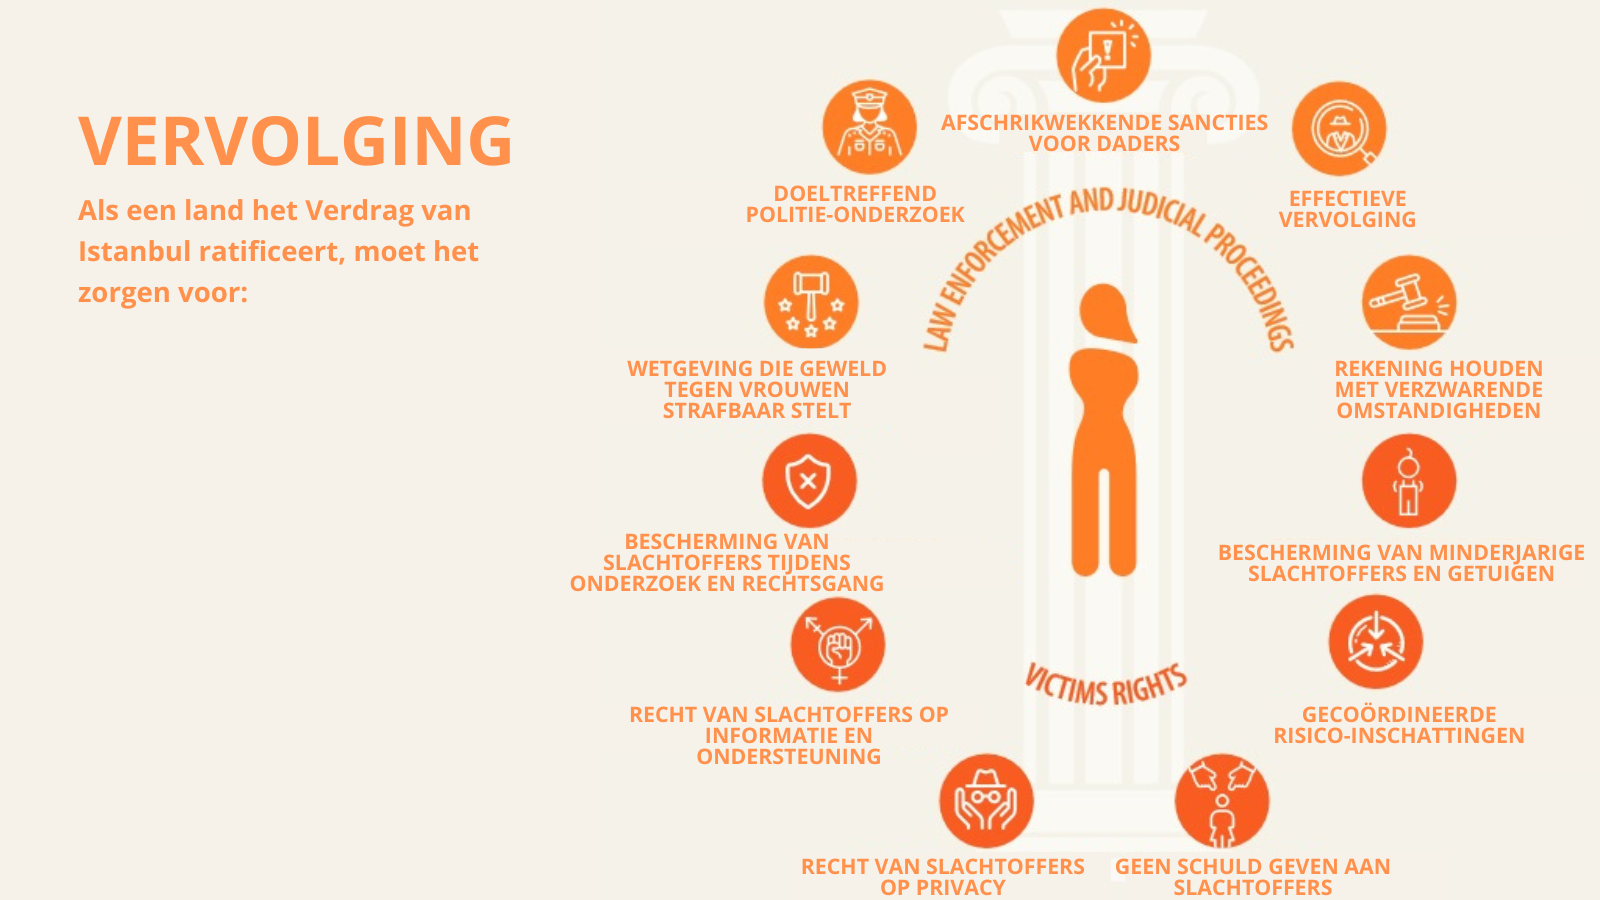 VERVOLGING
Als een land het Verdrag van
Istanbul ratificeert, moet het
zorgen voor:
AFSCHRIKWEKKENDE SANCTIES
VOOR DADERS
DOELTREFFEND
POLITIE-ONDERZOEK
EFFECTIEVE
VERVOLGING
LAW ENFORCEMENT AND JUDICIAL PROCEEDINGS
WETGEVING DIE GEWELD
TEGEN VROUWEN
STRAFBAAR STELT
REKENING HOUDEN
MET VERZWARENDE
OMSTANDIGHEDEN
BESCHERMING VAN
SLACHTOFFERS TIJDENS
ONDERZOEK EN RECHTSGANG
BESCHERMING VAN MINDERJARIGE
SLACHTOFFERS EN GETUIGEN
VICTIMS RIGHTS
RECHT VAN SLACHTOFFERS OP
INFORMATIE EN
ONDERSTEUNING
GECOÖRDINEERDE
RISICO-INSCHATTINGEN
RECHT VAN SLACHTOFFERS
OP PRIVACY
GEEN SCHULD GEVEN AAN
SLACHTOFFERS